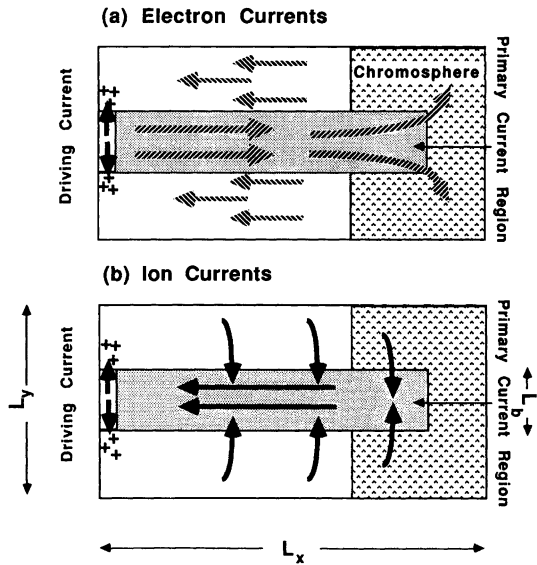 (a) Electron Currents
Driving Current
++
++
++
++
Chromosphere
Primary Current
Region
(b) Ion Currents
Ly
Driving Current
++
++
++
++
Primary Current
Region
Lb
Lx